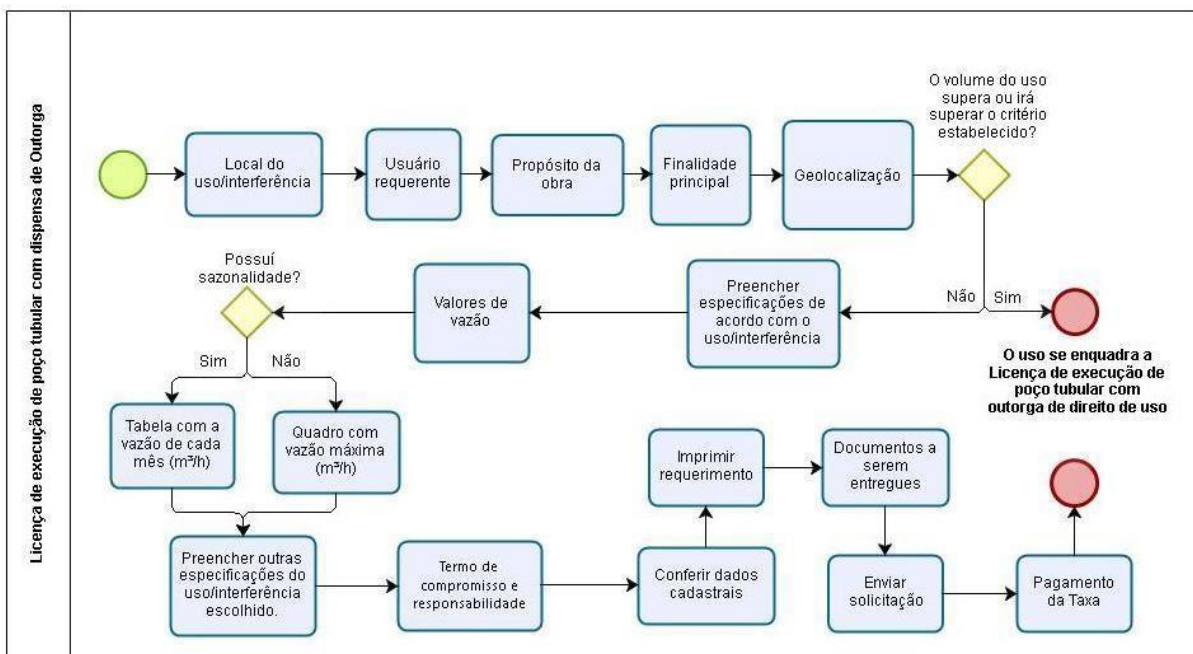 Licença de execução de poço tubular com dispensa de Outorga
Local do
uso/interferência
Usuário
requerente
Propósito da
obra
Finalidade
principal
Geolocalização
O volume do uso
supera ou irá
superar o critério
estabelecido?
Não
Sim
O uso se enquadra a
Licença de execução de
poço tubular com
outorga de direito de uso
Preencher
especificações de
acordo com o
uso/interferência
Valores de
vazão
Possuí
sazonalidade?
Sim
Não
Tabela com a
vazão de cada
mês (m³/h)
Quadro com
vazão máxima
(m³/h)
Preencher outras
especificações do
uso/interferência
escolhido.
Termo de
compromisso e
responsabilidade
Conferir dados
cadastrais
Imprimir
requerimento
Documentos a
serem
entregues
Enviar
solicitação
Pagamento
da Taxa